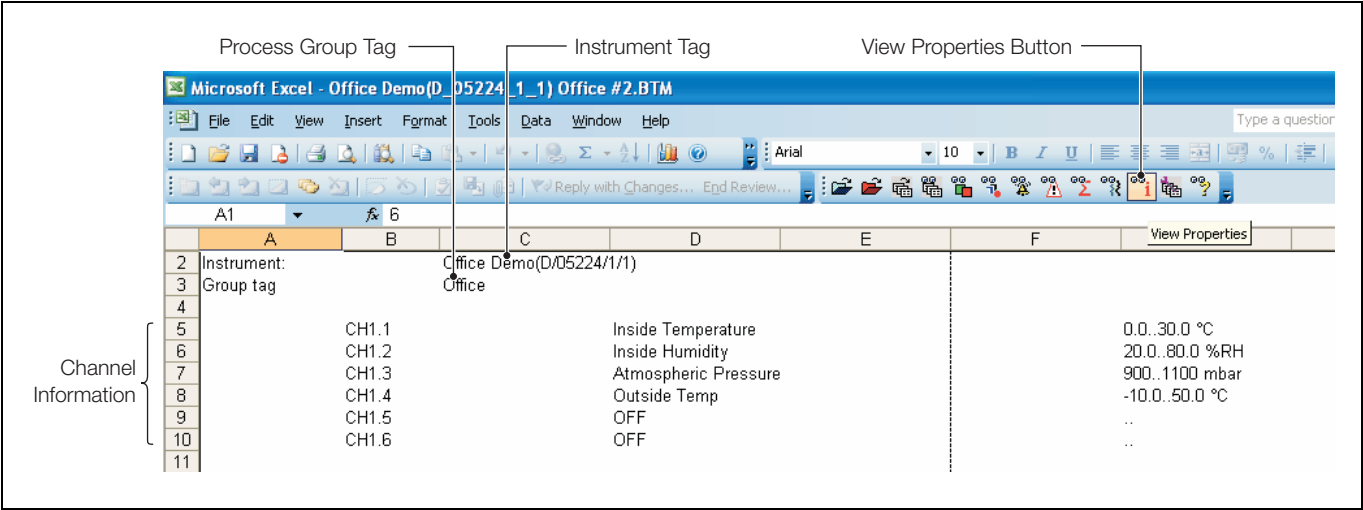 Process Group Tag Instrument Tag View Properties Button
Microsoft Excel - Office Demo(D_05224_1_1) Office #2.BTM
File Edit View Insert Format Tools Data Window Help Type a question
Arial 10 B I U %
Reply with Changes... End Review...
A1 fx 6
View Properties
A B C D E F
2 Instrument: Office Demo(D/05224/1/1)
3 Group tag Office
4
5 CH1.1 Inside Temperature 0.0..30.0 °C
6 CH1.2 Inside Humidity 20.0..80.0 %RH
7 CH1.3 Atmospheric Pressure 900..1100 mbar
8 CH1.4 Outside Temp -10.0..50.0 °C
9 CH1.5 OFF ..
10 CH1.6 OFF ..
11
Channel
Information